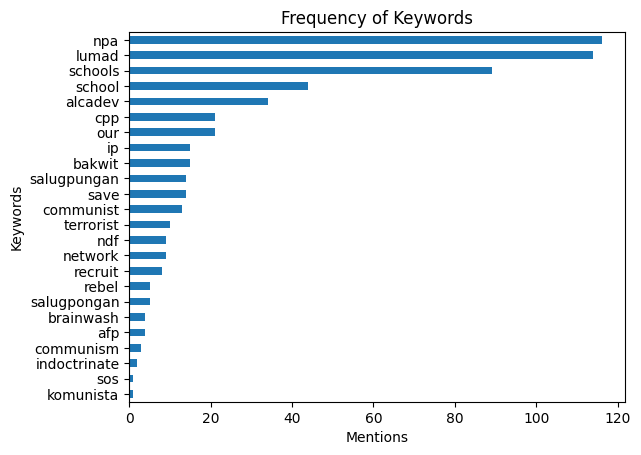 Frequency of Keywords
Keywords
npa
lumad
schools
school
alcadev
cpp
our
ip
bakwit
salugpungan
save
communist
terrorist
ndf
network
recruit
rebel
salugpongan
brainwash
afp
communism
indoctrinate
sos
komunista
0 20 40 60 80 100 120
Mentions